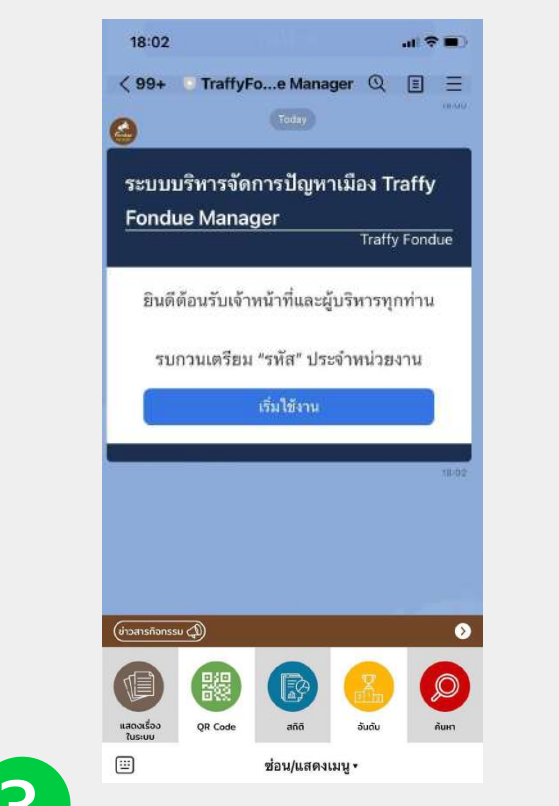 18:02
99+ TraffyFo...e Manager
18:00
Today
ระบบบริหารจัดการปัญหาเมือง Traffy
Fondue Manager
Traffy Fondue
ยินดีต้อนรับเจ้าหน้าที่และผู้บริหารทุกท่าน
รบกวนเตรียม “รหัส” ประจำหน่วยงาน
เริ่มใช้งาน
18:02
ข่าวสารกิจกรรม
แสดงเรื่อง
ในระบบ
QR Code
สถิติ
อันดับ
ค้นหา
ซ่อน/แสดงเมนู
3